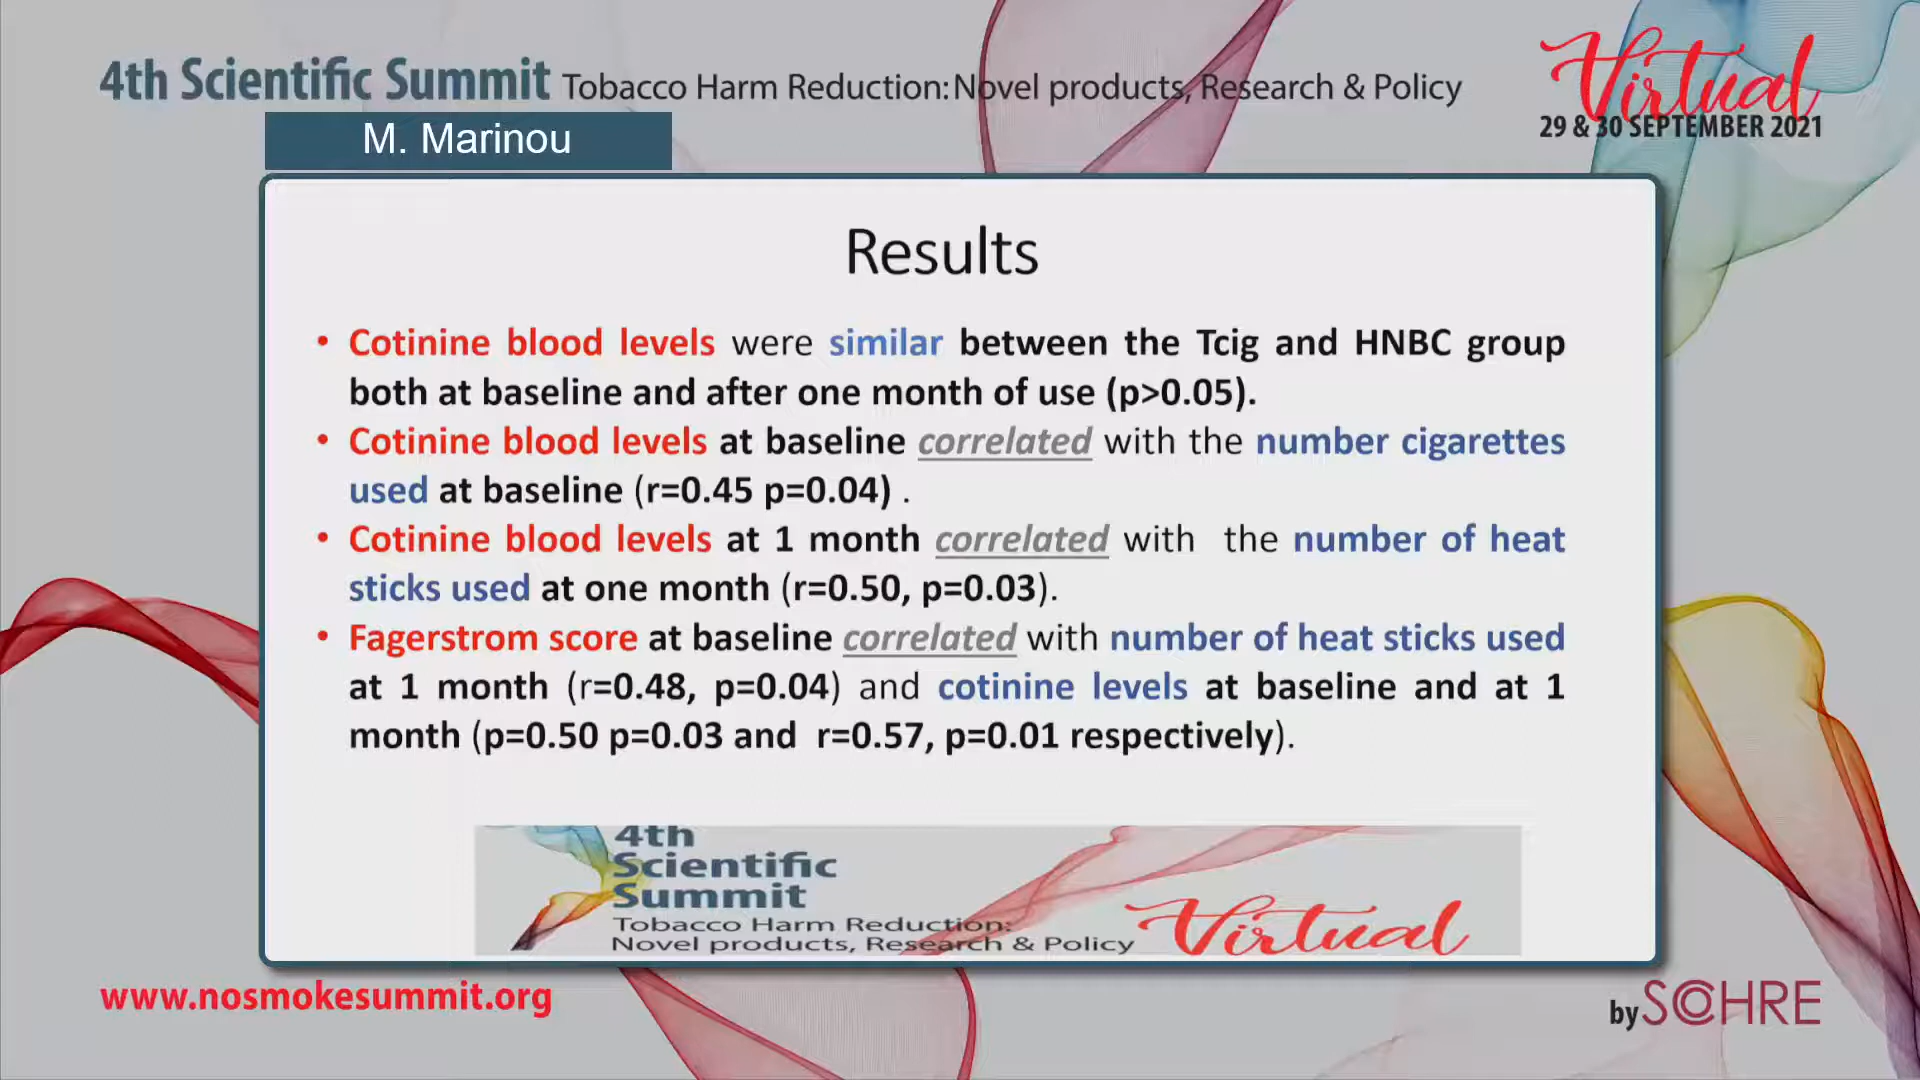 4th Scientific Summit Tobacco Harm Reduction: Novel products, Research & Policy
Virtual
29 & 30 SEPTEMBER 2021
M. Marinou
Results
• Cotinine blood levels were similar between the Tcig and HNBC group
both at baseline and after one month of use (p>0.05).
• Cotinine blood levels at baseline correlated with the number cigarettes
used at baseline (r=0.45 p=0.04) .
• Cotinine blood levels at 1 month correlated with the number of heat
sticks used at one month (r=0.50, p=0.03).
• Fagerstrom score at baseline correlated with number of heat sticks used
at 1 month (r=0.48, p=0.04) and cotinine levels at baseline and at 1
month (p=0.50 p=0.03 and r=0.57, p=0.01 respectively).
4th
Scientific
Summit
Tobacco Harm Reduction:
Novel products, Research & Policy
Virtual
www.nosmokesummit.org
by SCOHRE